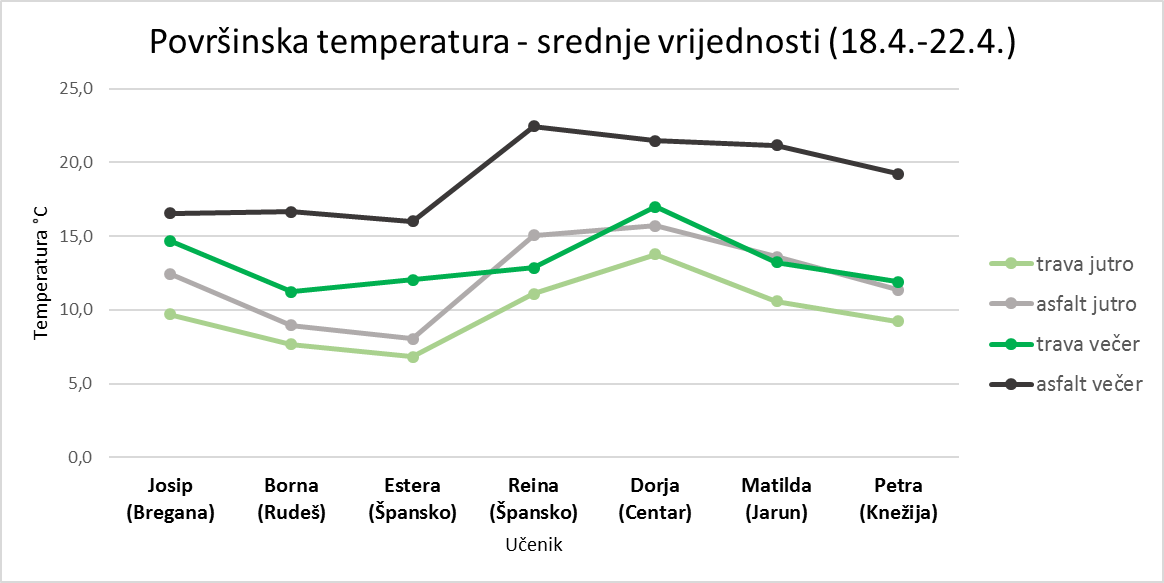 Površinska temperatura - srednje vrijednosti (18.4.-22.4.)
Temperatura ˚C
25,0
20,0
15,0
10,0
5,0
0,0
Josip
(Bregana)
Borna
(Rudeš)
Estera
(Špansko)
Reina
(Špansko)
Dorja
(Centar)
Matilda
(Jarun)
Petra
(Knežija)
Učenik
trava jutro
asfalt jutro
trava večer
asfalt večer